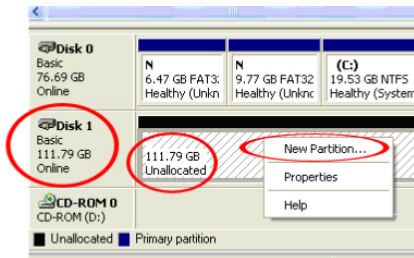 Disk 0
Basic
76.69 GB
Online
N
6.47 GB FAT3:
Healthy (Unkn
N
9.77 GB FAT32
Healthy (Unknc
(C:)
19.53 GB NTFS
Healthy (System
Disk 1
Basic
111.79 GB
Online
111.79 GB
Unallocated
New Partition...
Properties
Help
CD-ROM 0
CD-ROM (D:)
Unallocated
Primary partition